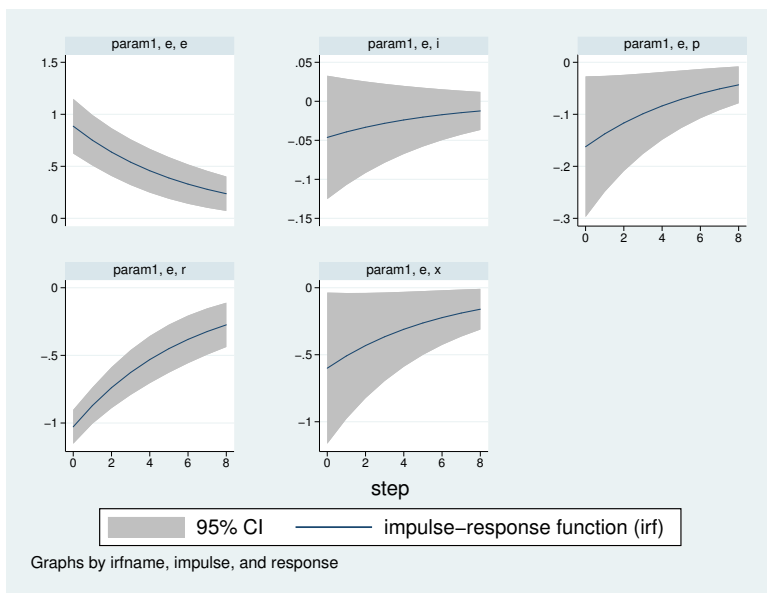 param1, e, e
param1, e, i
param1, e, p
1.5
1
.5
0
.05
0
−.05
−.1
−.15
0
−.1
−.2
−.3
0 2 4 6 8
param1, e, r
param1, e, x
0
−.5
−1
0 2 4 6 8
0
−.5
−1
0 2 4 6 8
step
95% CI
impulse−response function (irf)
Graphs by irfname, impulse, and response